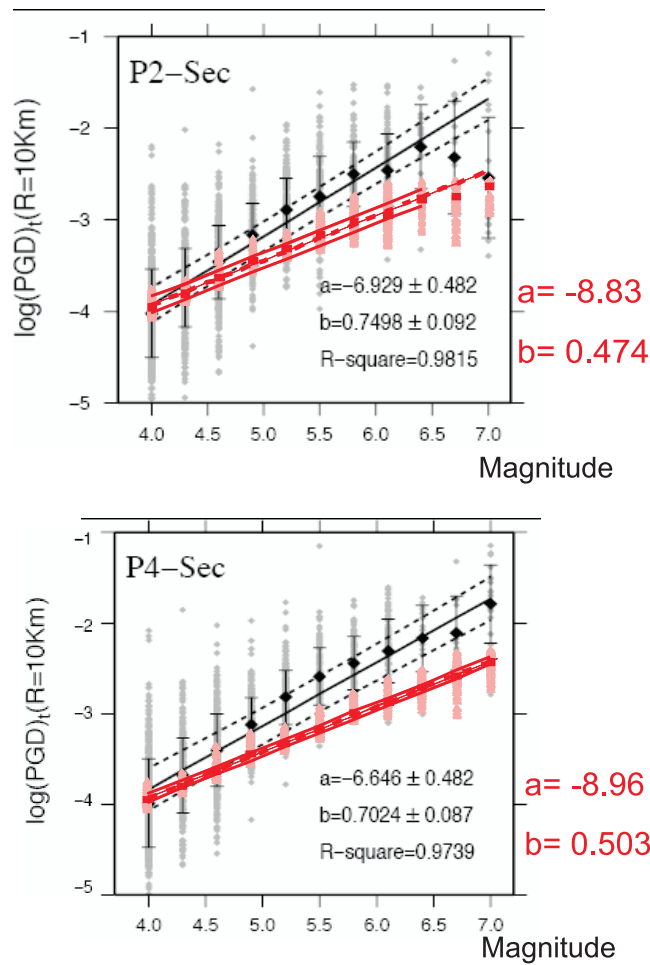 P2-Sec
log(PGD)t(R=10Km)
-1
-2
-3
-4
-5
a=-6.929 ± 0.482
b=0.7498 ± 0.092
R-square=0.9815
a= -8.83
b= 0.474
4.0 4.5 5.0 5.5 6.0 6.5 7.0
Magnitude
P4-Sec
log(PGD)t(R=10Km)
-1
-2
-3
-4
-5
a=-6.646 ± 0.482
b=0.7024 ± 0.087
R-square=0.9739
a= -8.96
b= 0.503
4.0 4.5 5.0 5.5 6.0 6.5 7.0
Magnitude